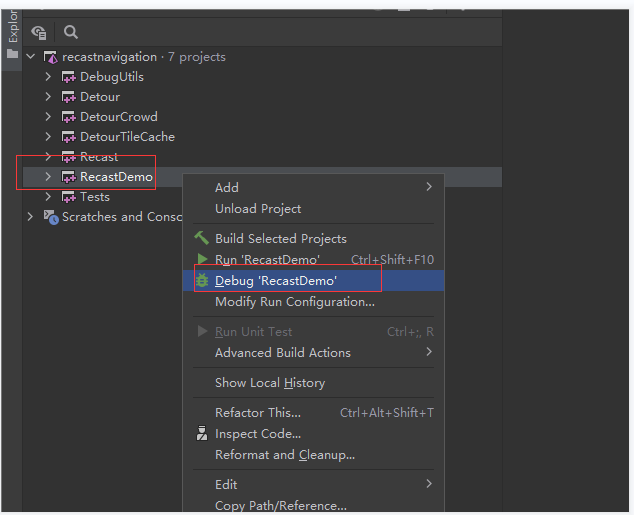 Explor
recastnavigation · 7 projects
DebugUtils
Detour
DetourCrowd
DetourTileCache
Recast
RecastDemo
Tests
Scratches and Consc
Add
Unload Project
Build Selected Projects
Run 'RecastDemo' Ctrl+Shift+F10
Debug 'RecastDemo'
Modify Run Configuration...
Run Unit Test Ctrl+;, R
Advanced Build Actions
Show Local History
Refactor This... Ctrl+Alt+Shift+T
Inspect Code...
Reformat and Cleanup...
Edit
Copy Path/Reference...